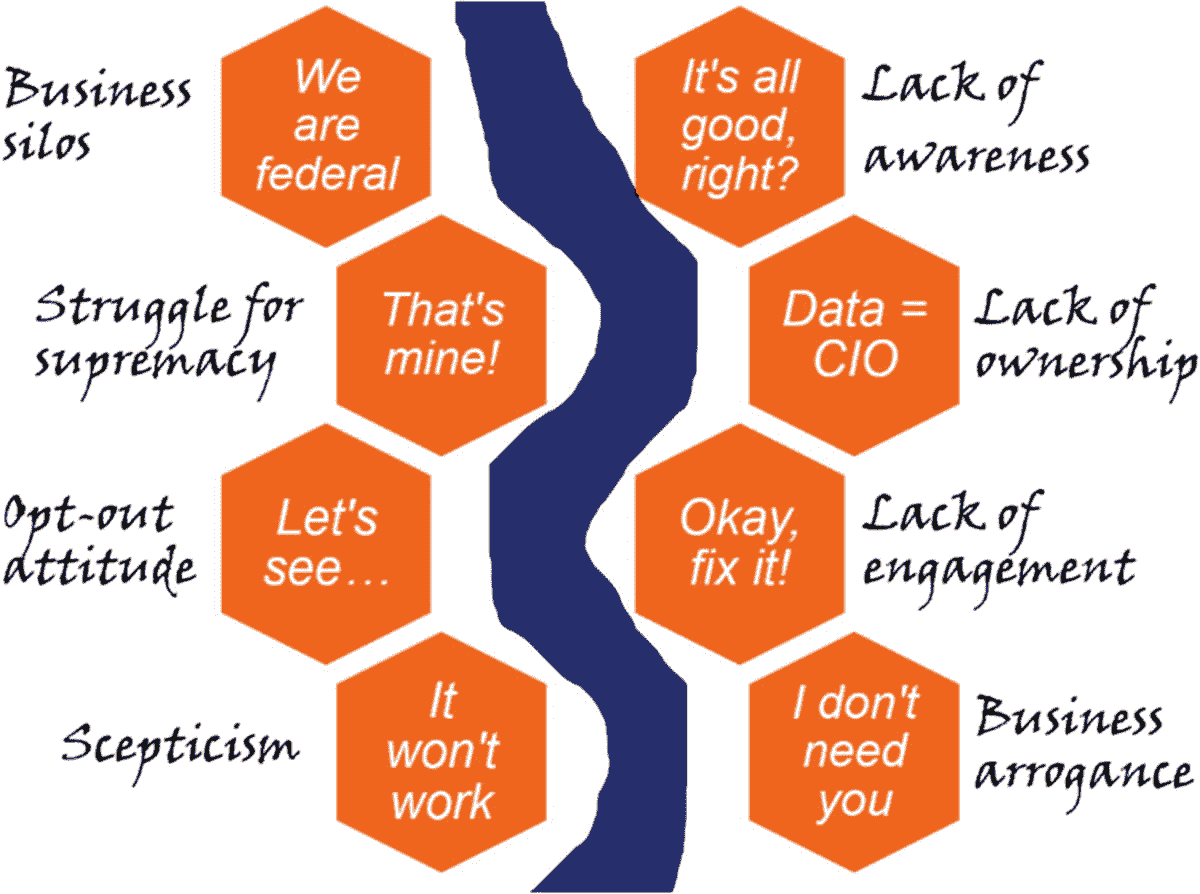 Business
silos
We
are
federal
It's all
good,
right?
Lack of
awareness
Struggle for
supremacy
That's
mine!
Data =
CIO
Lack of
ownership
Opt-out
attitude
Let's
see...
Okay,
fix it!
Lack of
engagement
Scepticism
It
won't
work
I don't
need
you
Business
arrogance